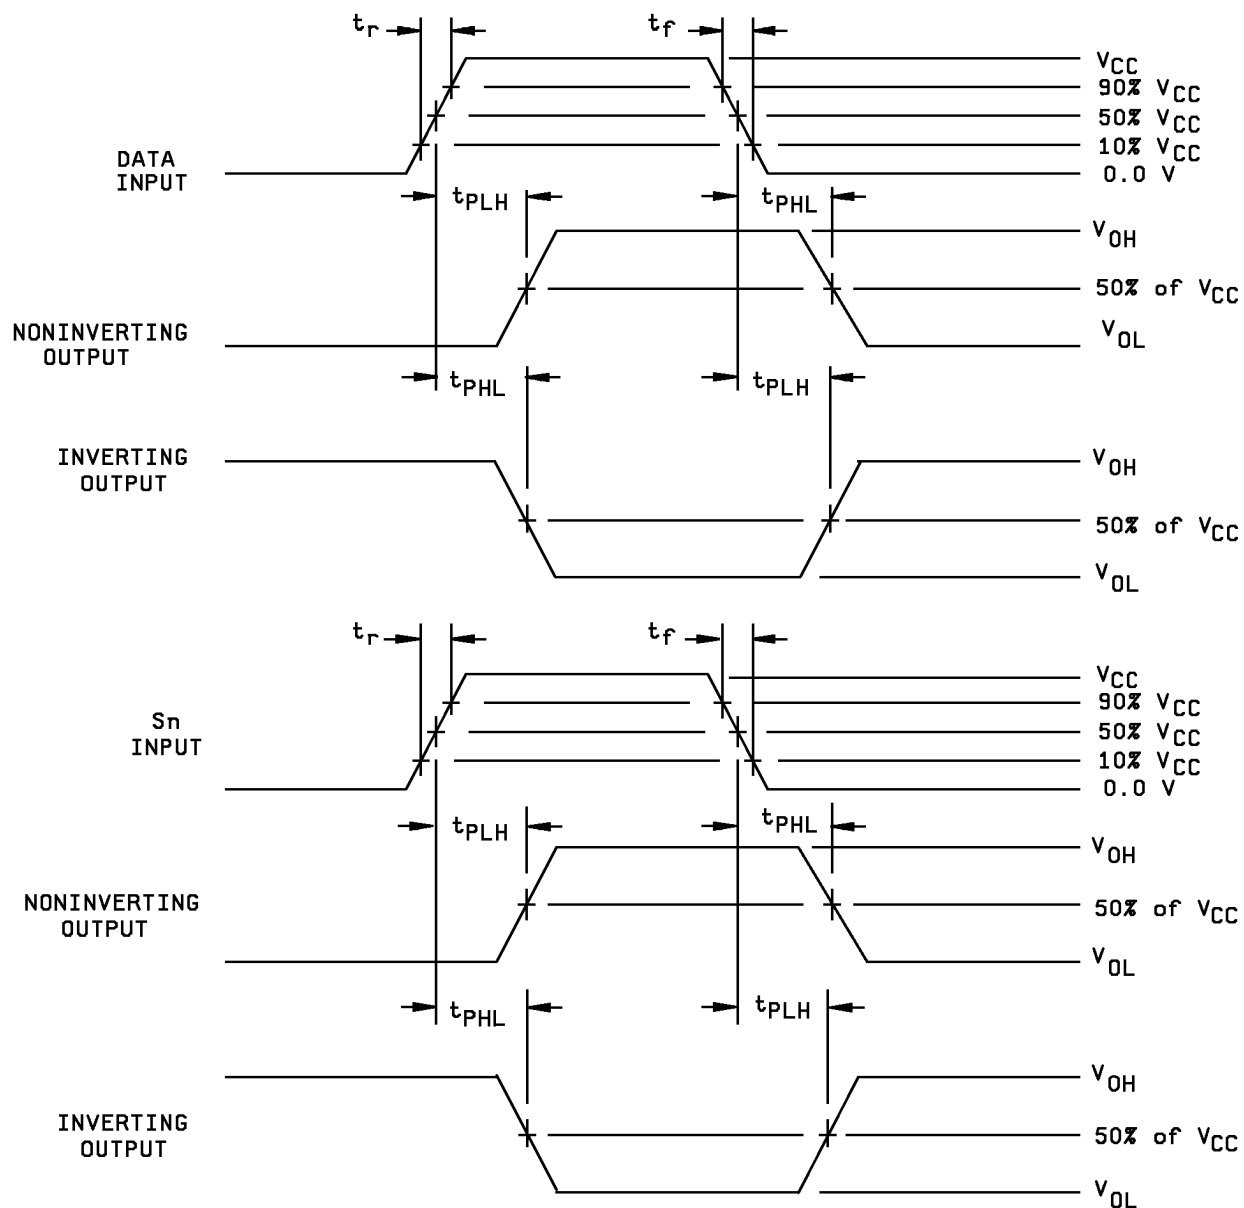 tr
tf
VCC
90% VCC
50% VCC
10% VCC
0.0 V
DATA
INPUT
tPLH
tPHL
VOH
50% of VCC
VOL
NONINVERTING
OUTPUT
tPHL
tPLH
INVERTING
OUTPUT
VOH
50% of VCC
VOL
tr
tf
VCC
90% VCC
50% VCC
10% VCC
0.0 V
Sn
INPUT
tPLH
tPHL
VOH
50% of VCC
VOL
NONINVERTING
OUTPUT
tPHL
tPLH
VOH
INVERTING
OUTPUT
50% of VCC
VOL